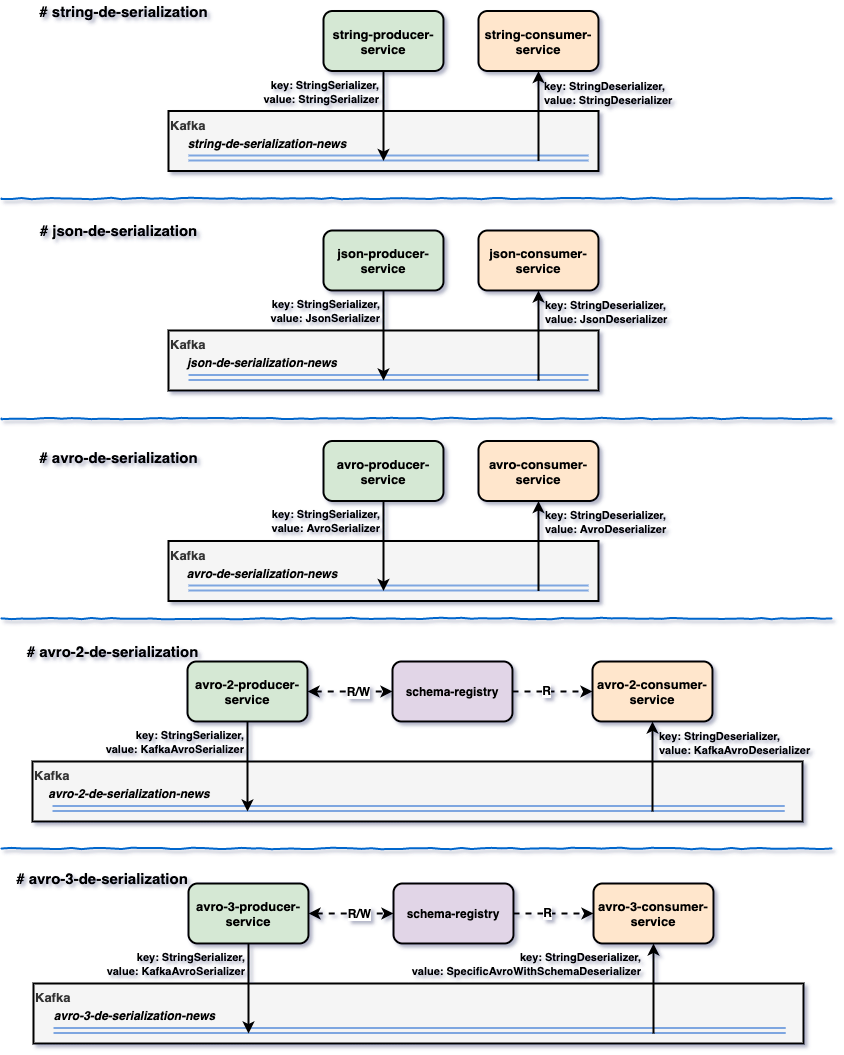 # string-de-serialization
string-producer-
service
string-consumer-
service
key: StringSerializer,
value: StringSerializer
key: StringDeserializer,
value: StringDeserializer
Kafka
string-de-serialization-news
# json-de-serialization
json-producer-
service
json-consumer-
service
key: StringSerializer,
value: JsonSerializer
key: StringDeserializer,
value: JsonDeserializer
Kafka
json-de-serialization-news
# avro-de-serialization
avro-producer-
service
avro-consumer-
service
key: StringSerializer,
value: AvroSerializer
key: StringDeserializer,
value: AvroDeserializer
Kafka
avro-de-serialization-news
# avro-2-de-serialization
avro-2-producer-
service
R/W
schema-registry
R
avro-2-consumer-
service
key: StringSerializer,
value: KafkaAvroSerializer
key: StringDeserializer,
value: KafkaAvroDeserializer
Kafka
avro-2-de-serialization-news
# avro-3-de-serialization
avro-3-producer-
service
R/W
schema-registry
R
avro-3-consumer-
service
key: StringSerializer,
value: KafkaAvroSerializer
key: StringDeserializer,
value: SpecificAvroWithSchemaDeserializer
Kafka
avro-3-de-serialization-news